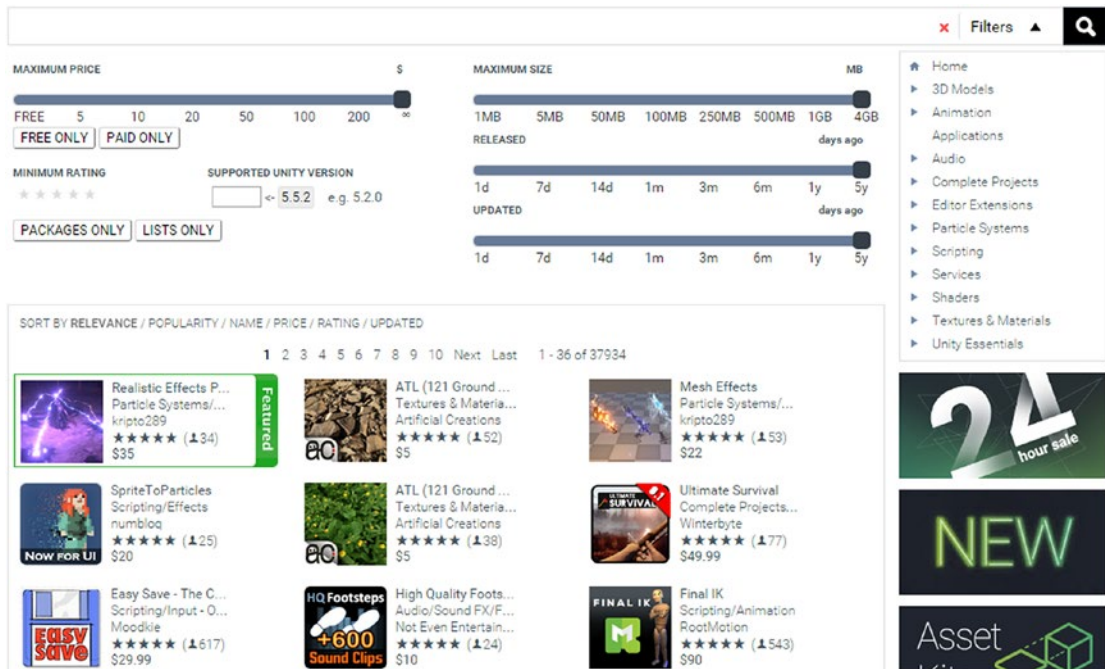 Filters
MAXIMUM PRICE $
FREE 5 10 20 50 100 200 ∞
FREE ONLY PAID ONLY
MINIMUM RATING
SUPPORTED UNITY VERSION
<- 5.5.2 e.g. 5.2.0
PACKAGES ONLY LISTS ONLY
MAXIMUM SIZE MB
1MB 5MB 50MB 100MB 250MB 500MB 1GB 4GB
RELEASED days ago
1d 7d 14d 1m 3m 6m 1y 5y
UPDATED days ago
1d 7d 14d 1m 3m 6m 1y 5y
Home
3D Models
Animation
Applications
Audio
Complete Projects
Editor Extensions
Particle Systems
Scripting
Services
Shaders
Textures & Materials
Unity Essentials
SORT BY RELEVANCE / POPULARITY / NAME / PRICE / RATING / UPDATED
1 2 3 4 5 6 7 8 9 10 Next Last 1 - 36 of 37934
Realistic Effects P...
Particle Systems/...
kripto289
★★★★★ (34)
$35
Featured
ATL (121 Ground ...
Textures & Materia...
Artificial Creations
★★★★★ (52)
$5
Mesh Effects
Particle Systems/...
kripto289
★★★★★ (53)
$22
NOW FOR UI
SpriteToParticles
Scripting/Effects
numbloq
★★★★★ (25)
$20
ATL (121 Ground ...
Textures & Materia...
Artificial Creations
★★★★★ (38)
$5
ULTIMATE
SURVIVAL
0.1
Ultimate Survival
Complete Projects...
Winterbyte
★★★★★ (77)
$49.99
EASY
SAVE
Easy Save - The C...
Scripting/Input - O...
Moodkie
★★★★★ (617)
$29.99
HQ Footsteps
+600
Sound Clips
High Quality Foots...
Audio/Sound FX/F...
Not Even Entertain...
★★★★★ (24)
$10
FINAL IK
Final IK
Scripting/Animation
RootMotion
★★★★★ (543)
$90
24
hour sale
NEW
Asset